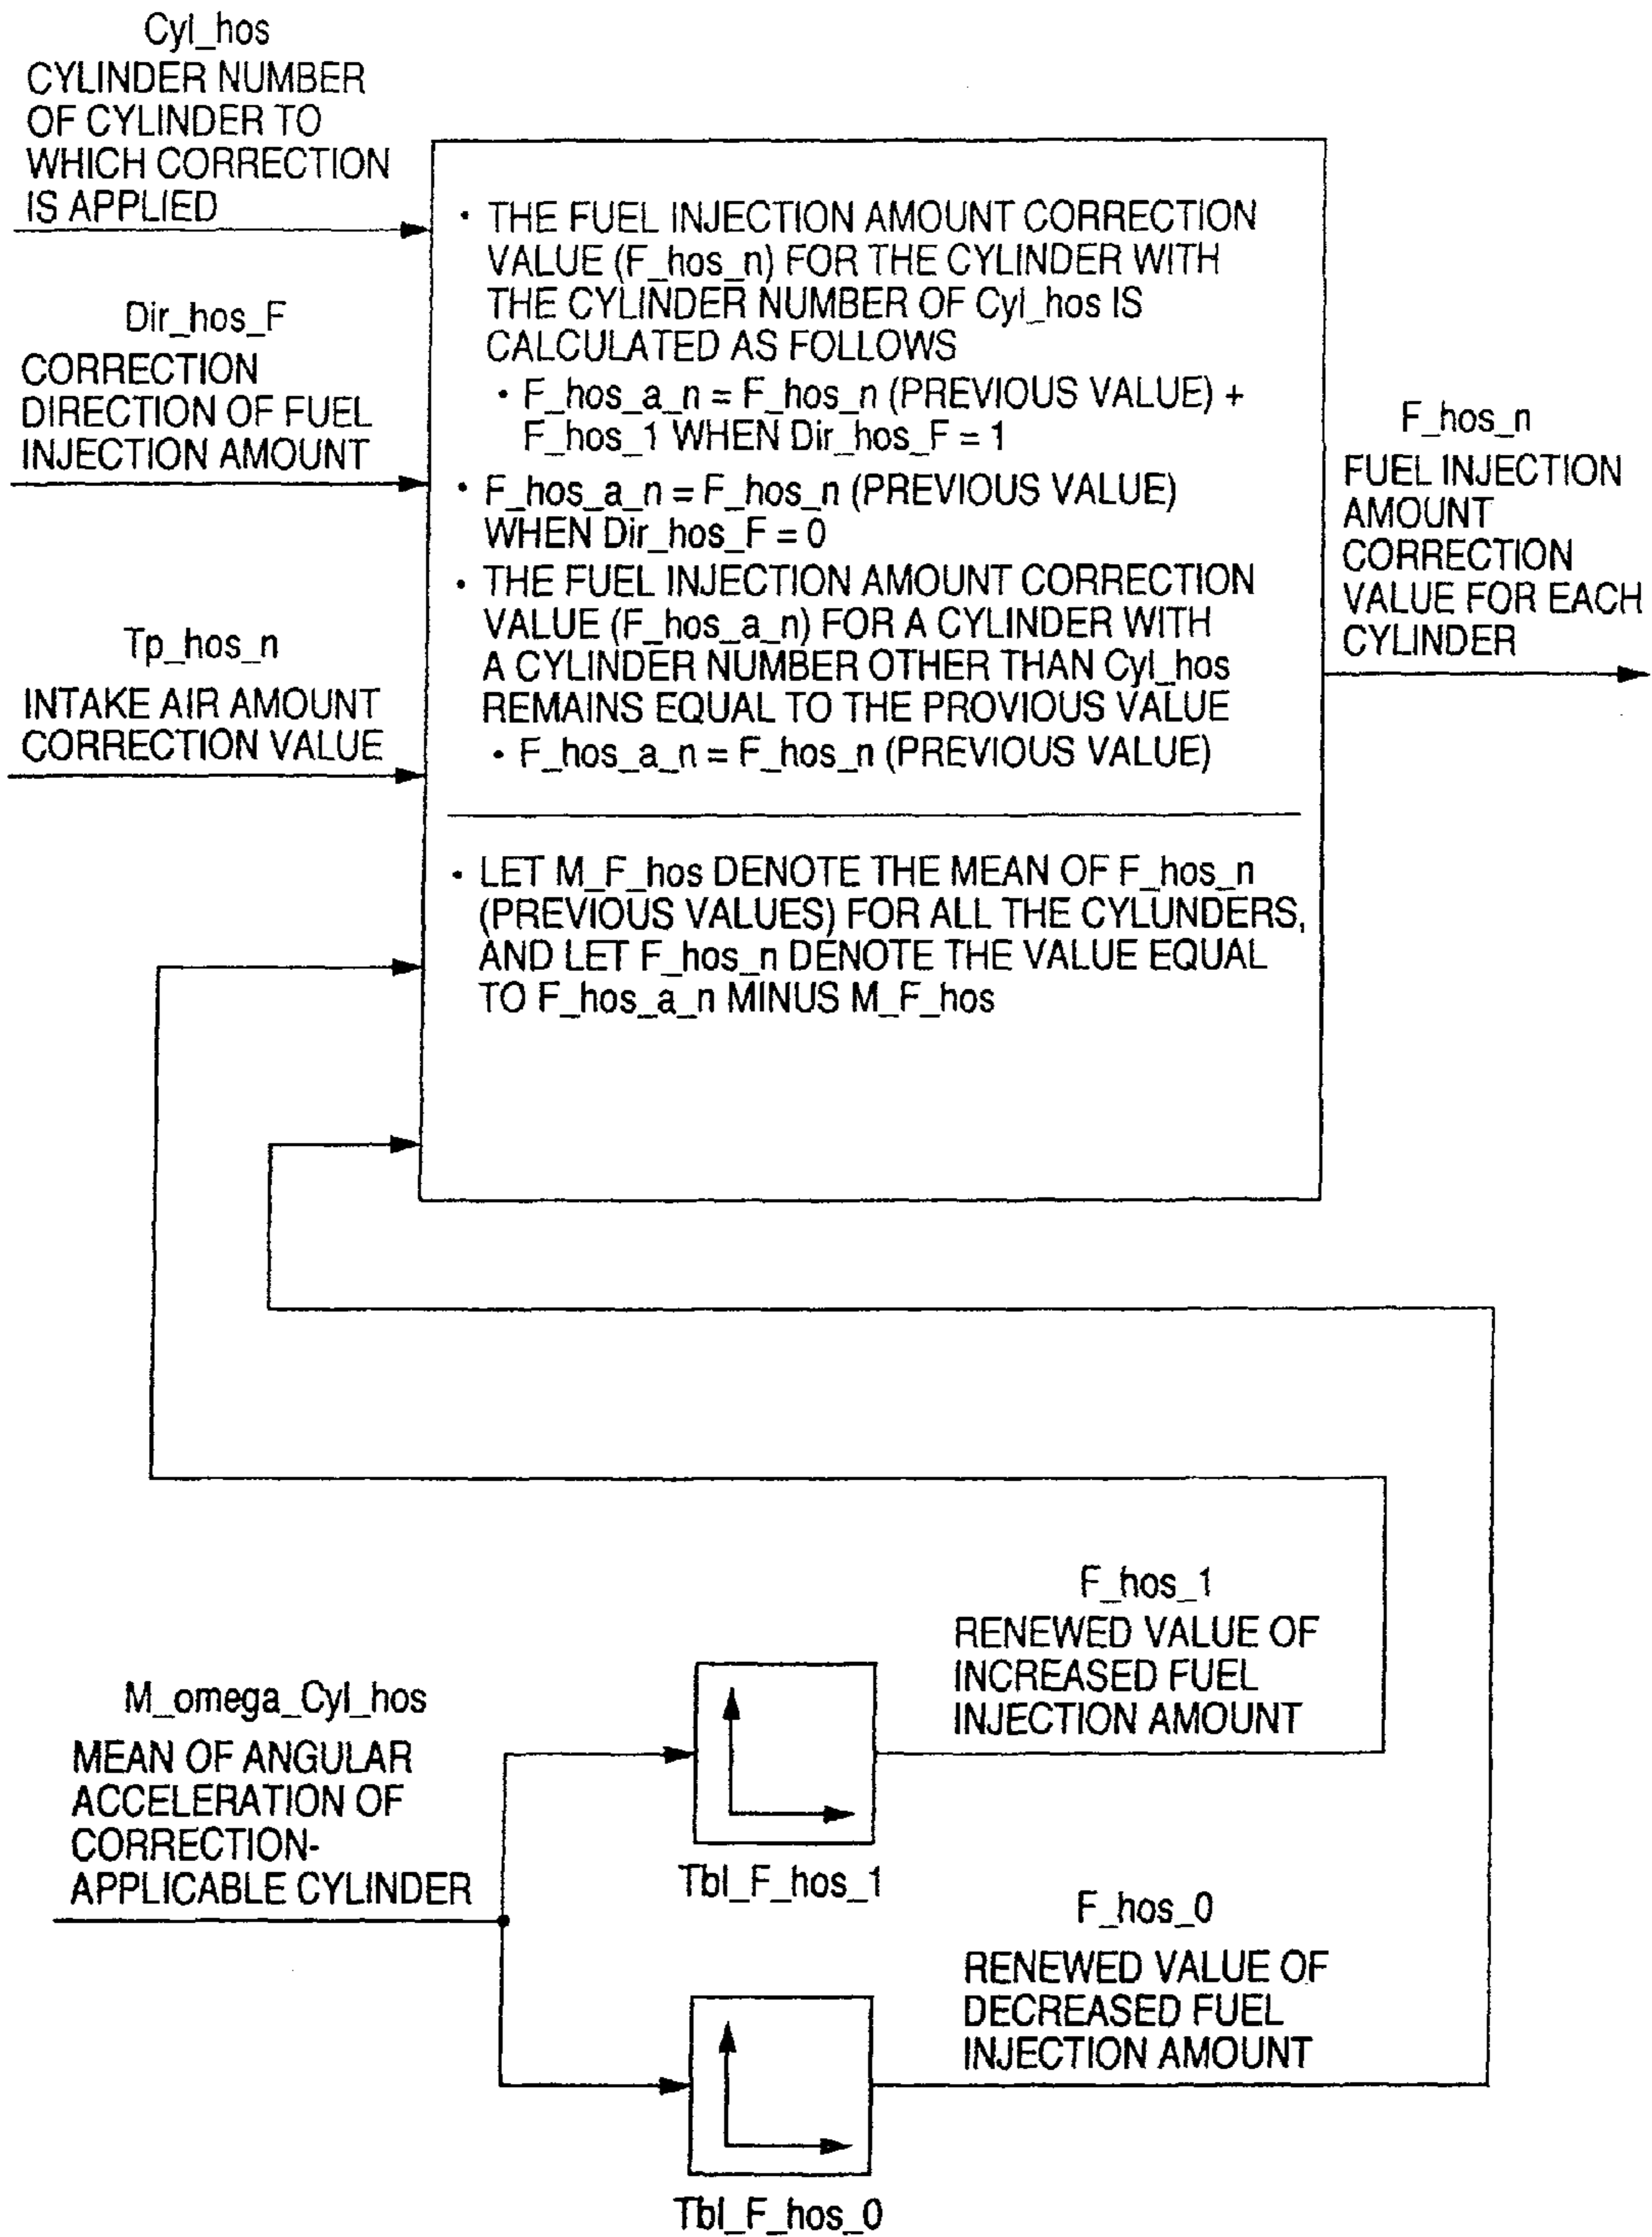 Cyl_hos
CYLINDER NUMBER
OF CYLINDER TO
WHICH CORRECTION
IS APPLIED
Dir_hos_F
CORRECTION
DIRECTION OF FUEL
INJECTION AMOUNT
Tp_hos_n
INTAKE AIR AMOUNT
CORRECTION VALUE
• THE FUEL INJECTION AMOUNT CORRECTION
VALUE (F_hos_n) FOR THE CYLINDER WITH
THE CYLINDER NUMBER OF Cyl_hos IS
CALCULATED AS FOLLOWS
• F_hos_a_n = F_hos_n (PREVIOUS VALUE) +
F_hos_1 WHEN Dir_hos_F = 1
• F_hos_a_n = F_hos_n (PREVIOUS VALUE)
WHEN Dir_hos_F = 0
• THE FUEL INJECTION AMOUNT CORRECTION
VALUE (F_hos_a_n) FOR A CYLINDER WITH
A CYLINDER NUMBER OTHER THAN Cyl_hos
REMAINS EQUAL TO THE PROVIOUS VALUE
• F_hos_a_n = F_hos_n (PREVIOUS VALUE)
• LET M_F_hos DENOTE THE MEAN OF F_hos_n
(PREVIOUS VALUES) FOR ALL THE CYLUNDERS,
AND LET F_hos_n DENOTE THE VALUE EQUAL
TO F_hos_a_n MINUS M_F_hos
F_hos_n
FUEL INJECTION
AMOUNT
CORRECTION
VALUE FOR EACH
CYLINDER
M_omega_Cyl_hos
MEAN OF ANGULAR
ACCELERATION OF
CORRECTION-
APPLICABLE CYLINDER
Tbl_F_hos_1
F_hos_1
RENEWED VALUE OF
INCREASED FUEL
INJECTION AMOUNT
F_hos_0
RENEWED VALUE OF
DECREASED FUEL
INJECTION AMOUNT
Tbl_F_hos_0